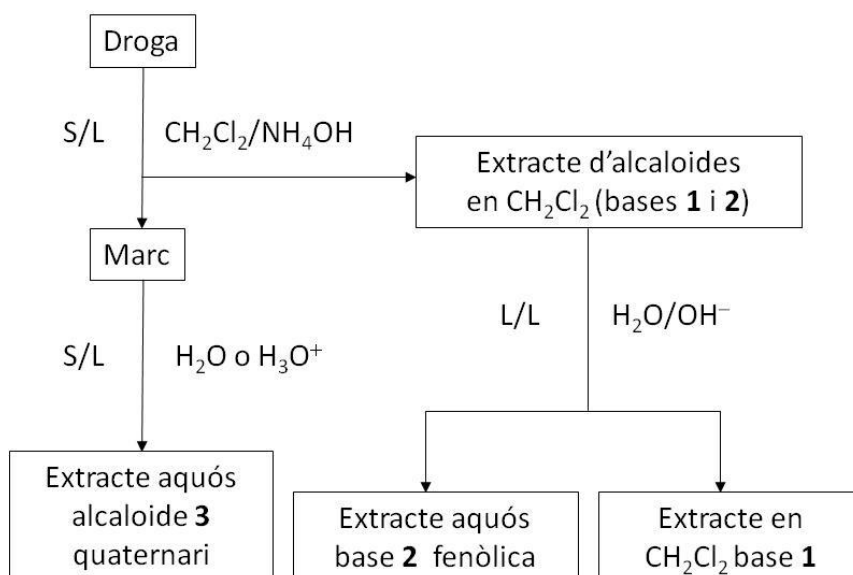 Droga
S/L CH₂Cl₂/NH₄OH
Extracte d'alcaloides
en CH₂Cl₂ (bases 1 i 2)
Marc
L/L H₂O/OH⁻
S/L H₂O o H₃O⁺
Extracte aquós
alcaloide 3
quaternari
Extracte aquós
base 2 fenòlica
Extracte en
CH₂Cl₂ base 1